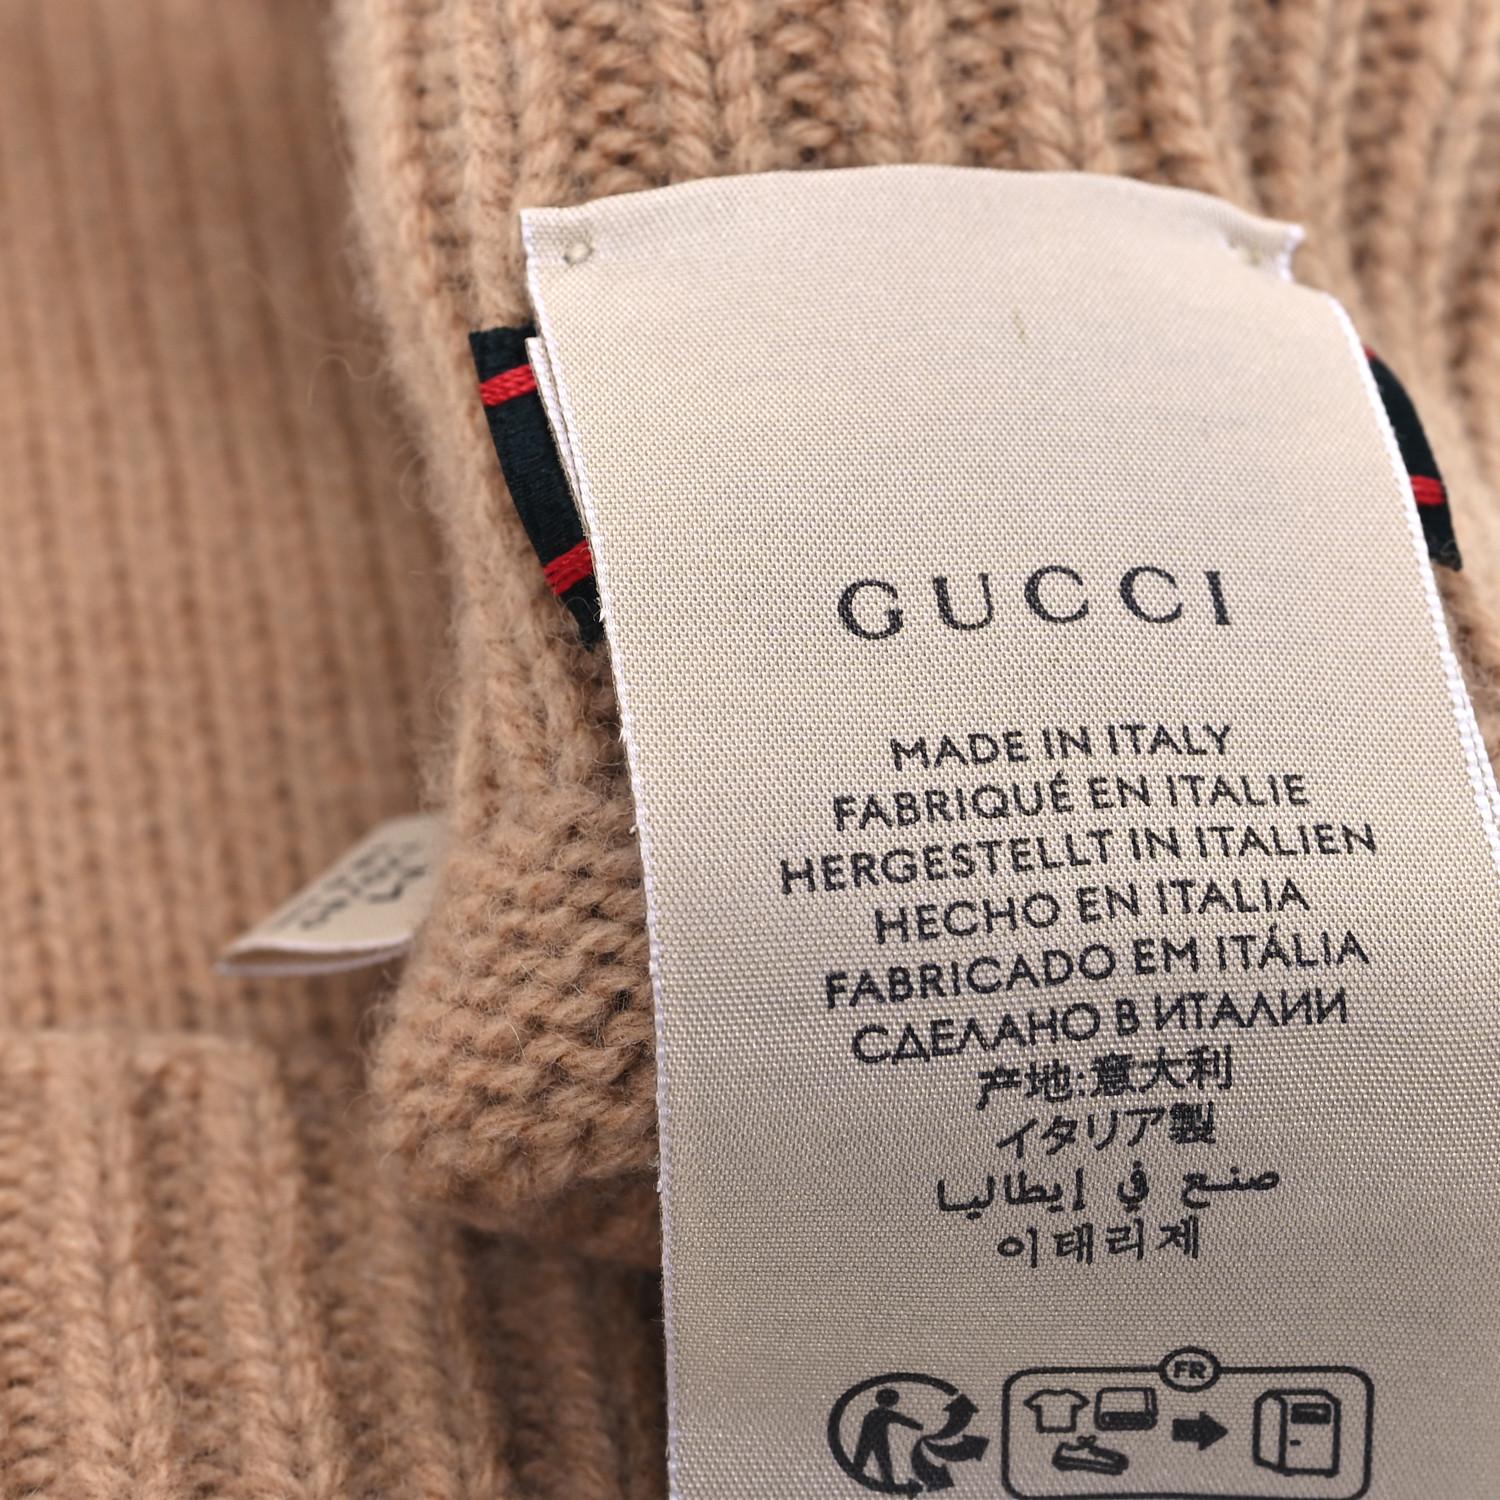 GUCCI
MADE IN ITALY
FABRIQUÉ EN ITALIE
HERGESTELLT IN ITALIEN
HECHO EN ITALIA
FABRICADO EM ITÁLIA
СДЕЛАНО В ИТАЛИИ
产地:意大利
イタリア製
صنع في إيطاليا
이태리제
FR